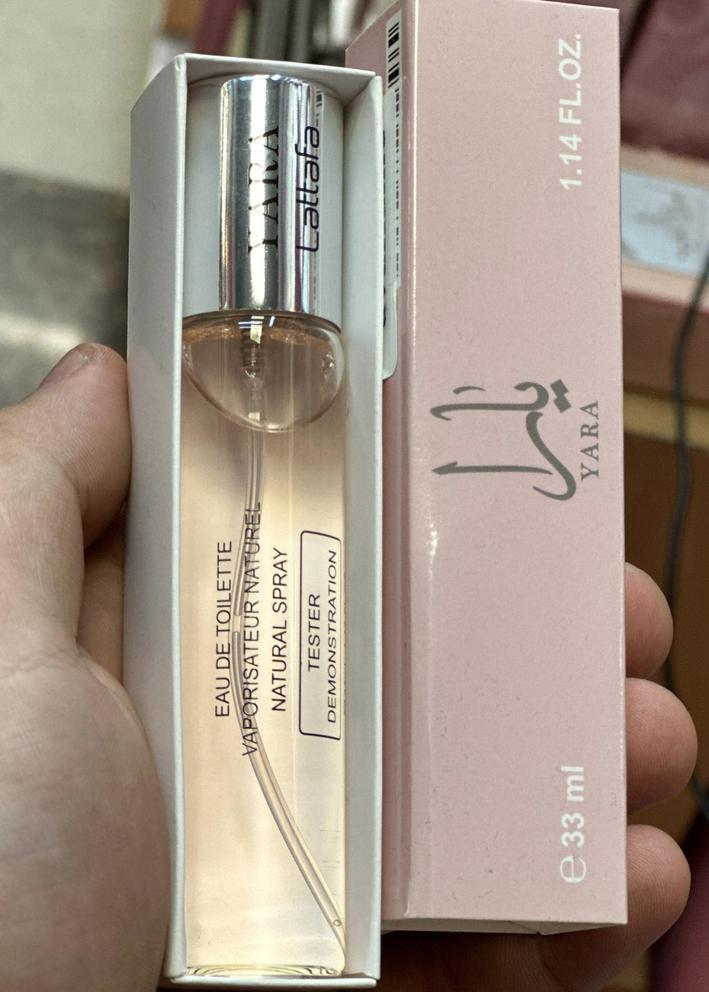 YARA
Lattafa
EAU DE TOILETTE
VAPORISATEUR NATUREL
NATURAL SPRAY
TESTER
DEMONSTRATION
1.14 FL.OZ.
يارا
YARA
e 33 ml